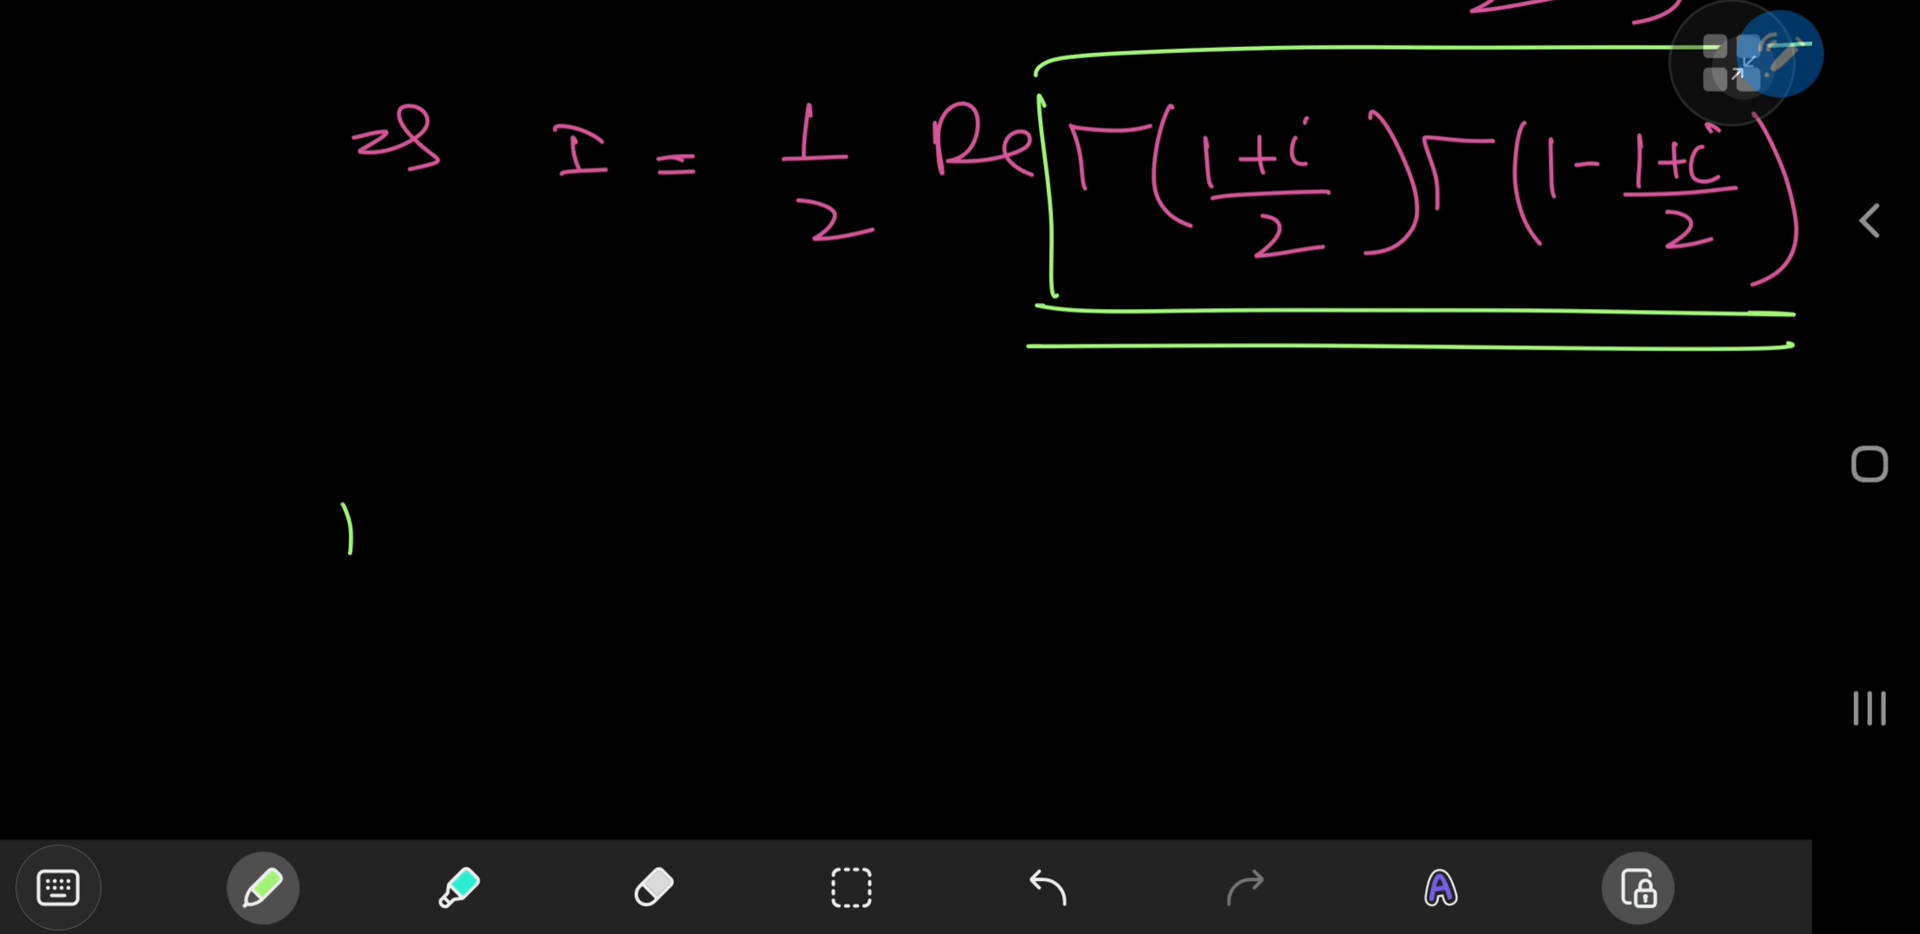 ⇒ I = 1/2 Re Γ((1+i)/2) Γ(1 - (1+i)/2)